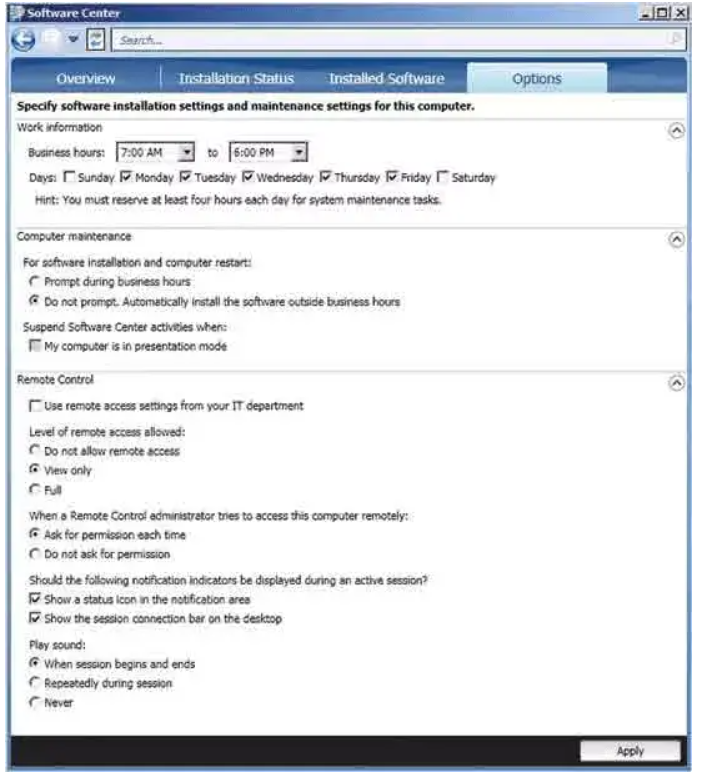 Software Center
Search...
Overview Installation Status Installed Software Options
Specify software installation settings and maintenance settings for this computer.
Work information
Business hours: 7:00 AM to 6:00 PM
Days: Sunday Monday Tuesday Wednesday Thursday Friday Saturday
Hint: You must reserve at least four hours each day for system maintenance tasks.
Computer maintenance
For software installation and computer restart:
Prompt during business hours
Do not prompt. Automatically install the software outside business hours
Suspend Software Center activities when:
My computer is in presentation mode
Remote Control
Use remote access settings from your IT department
Level of remote access allowed:
Do not allow remote access
View only
Full
When a Remote Control administrator tries to access this computer remotely:
Ask for permission each time
Do not ask for permission
Should the following notification indicators be displayed during an active session?
Show a status icon in the notification area
Show the session connection bar on the desktop
Play sound:
When session begins and ends
Repeatedly during session
Never
Apply